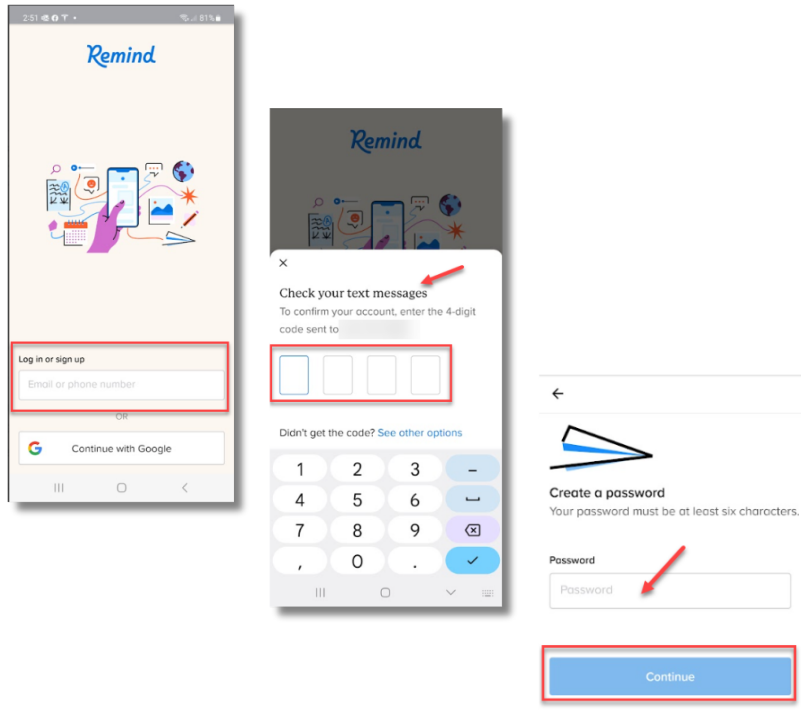 2:51
81%
Remind
Log in or sign up
Email or phone number
OR
Continue with Google
Remind
Check your text messages
To confirm your account, enter the 4-digit
code sent to
Didn't get the code? See other options
1 2 3 –
4 5 6
7 8 9
, 0 .
Create a password
Your password must be at least six characters.
Password
Password
Continue